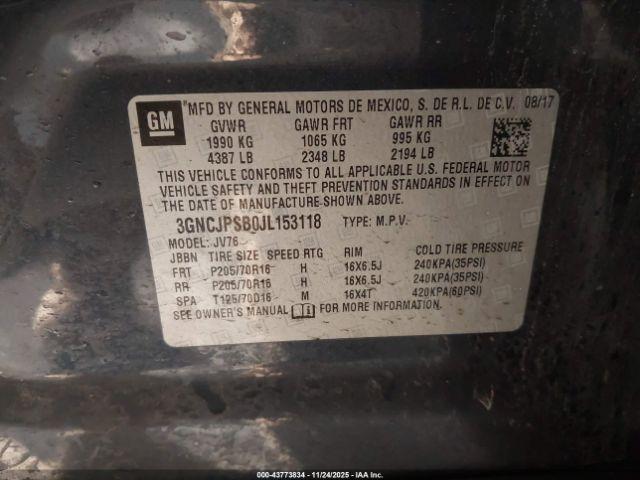 GM
*MFD BY GENERAL MOTORS DE MEXICO, S. DE R.L. DE C.V. 08/17
GVWR GAWR FRT GAWR RR
1990 KG 1065 KG 995 KG
4387 LB 2348 LB 2194 LB
THIS VEHICLE CONFORMS TO ALL APPLICABLE U.S. FEDERAL MOTOR
VEHICLE SAFETY AND THEFT PREVENTION STANDARDS IN EFFECT ON
THE DATE OF MANUFACTURE SHOWN ABOVE.
3GNCJPSB0JL153118 TYPE: M.P.V.
MODEL: JV76
JBBN TIRE SIZE SPEED RTG RIM COLD TIRE PRESSURE
FRT P205/70R16 H 16X6.5J 240KPA(35PSI)
RR P205/70R16 H 16X6.5J 240KPA(35PSI)
SPA T125/70D16 M 16X4T 420KPA(60PSI)
SEE OWNER'S MANUAL FOR MORE INFORMATION.
000-43773834 - 11/24/2025 - IAA Inc.